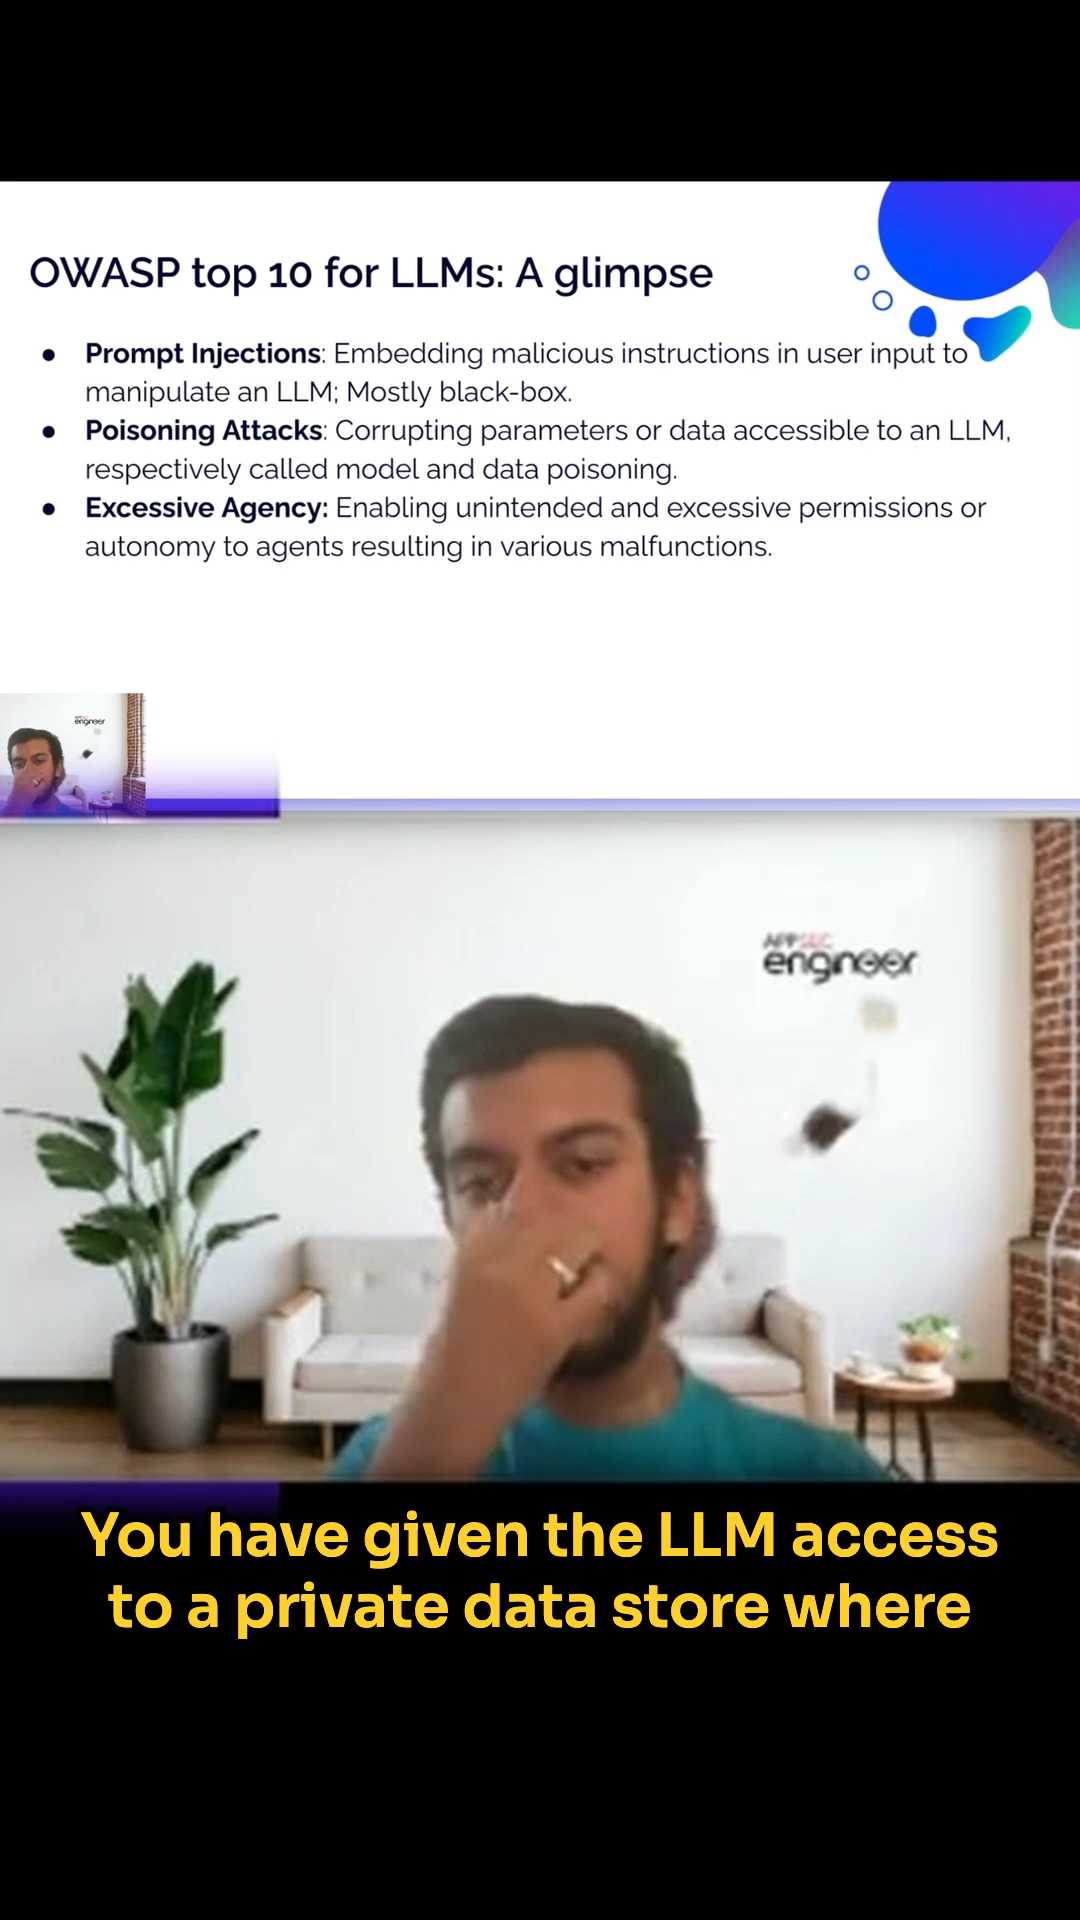 OWASP top 10 for LLMs: A glimpse
● Prompt Injections: Embedding malicious instructions in user input to
manipulate an LLM; Mostly black-box.
● Poisoning Attacks: Corrupting parameters or data accessible to an LLM,
respectively called model and data poisoning.
● Excessive Agency: Enabling unintended and excessive permissions or
autonomy to agents resulting in various malfunctions.
engineer
APPSEC
engineer
You have given the LLM access
to a private data store where